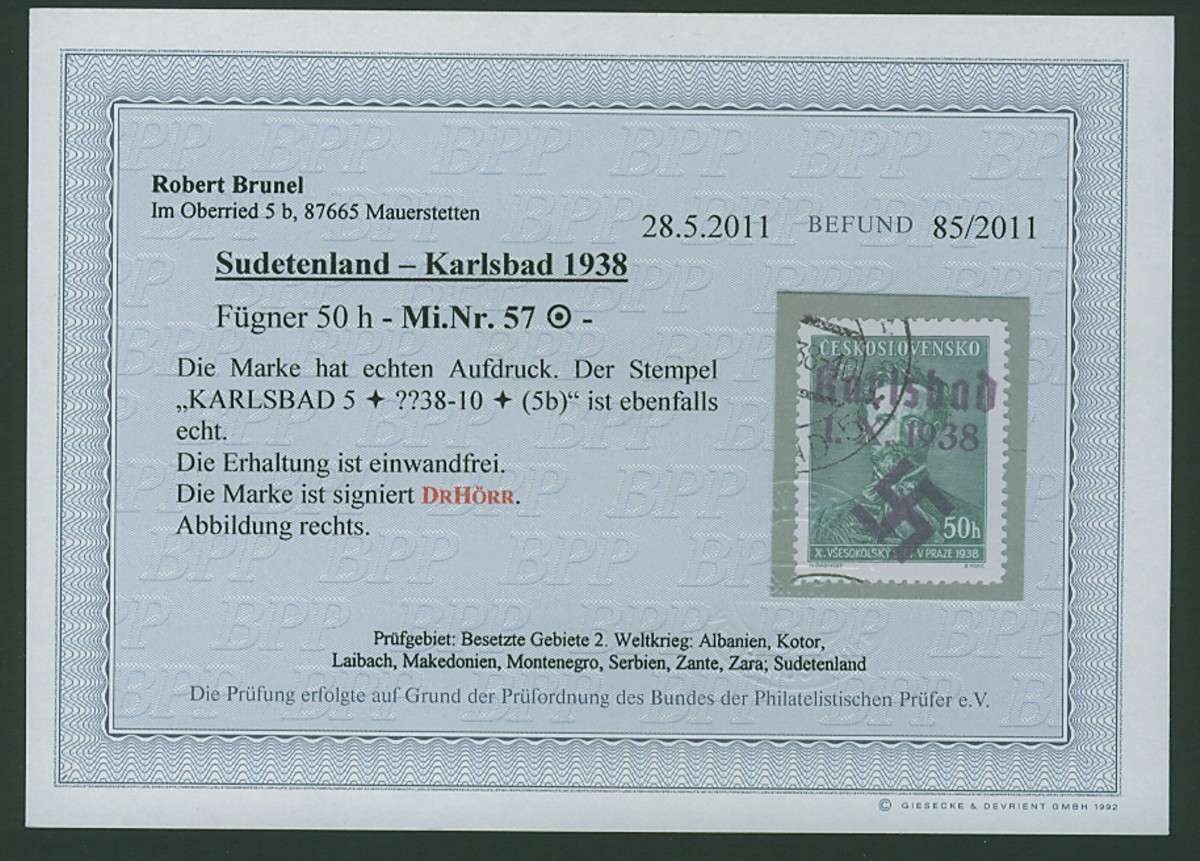 Robert Brunel
Im Oberried 5 b, 87665 Mauerstetten
28.5.2011 BEFUND 85/2011
Sudetenland – Karlsbad 1938
Fügner 50 h - Mi.Nr. 57 ⊙ -
Die Marke hat echten Aufdruck. Der Stempel
„KARLSBAD 5 ✦ ??38-10 ✦ (5b)“ ist ebenfalls
echt.
Die Erhaltung ist einwandfrei.
Die Marke ist signiert DRHÖRR.
Abbildung rechts.
ČESKOSLOVENSKO
Karlsbad
1. X. 1938
50h
X. VŠESOKOLSKÝ SLET V PRAZE 1938
Prüfgebiet: Besetzte Gebiete 2. Weltkrieg: Albanien, Kotor,
Laibach, Makedonien, Montenegro, Serbien, Zante, Zara; Sudetenland
Die Prüfung erfolgte auf Grund der Prüfordnung des Bundes der Philatelistischen Prüfer e.V.
© GIESECKE & DEVRIENT GMBH 1992
BPP